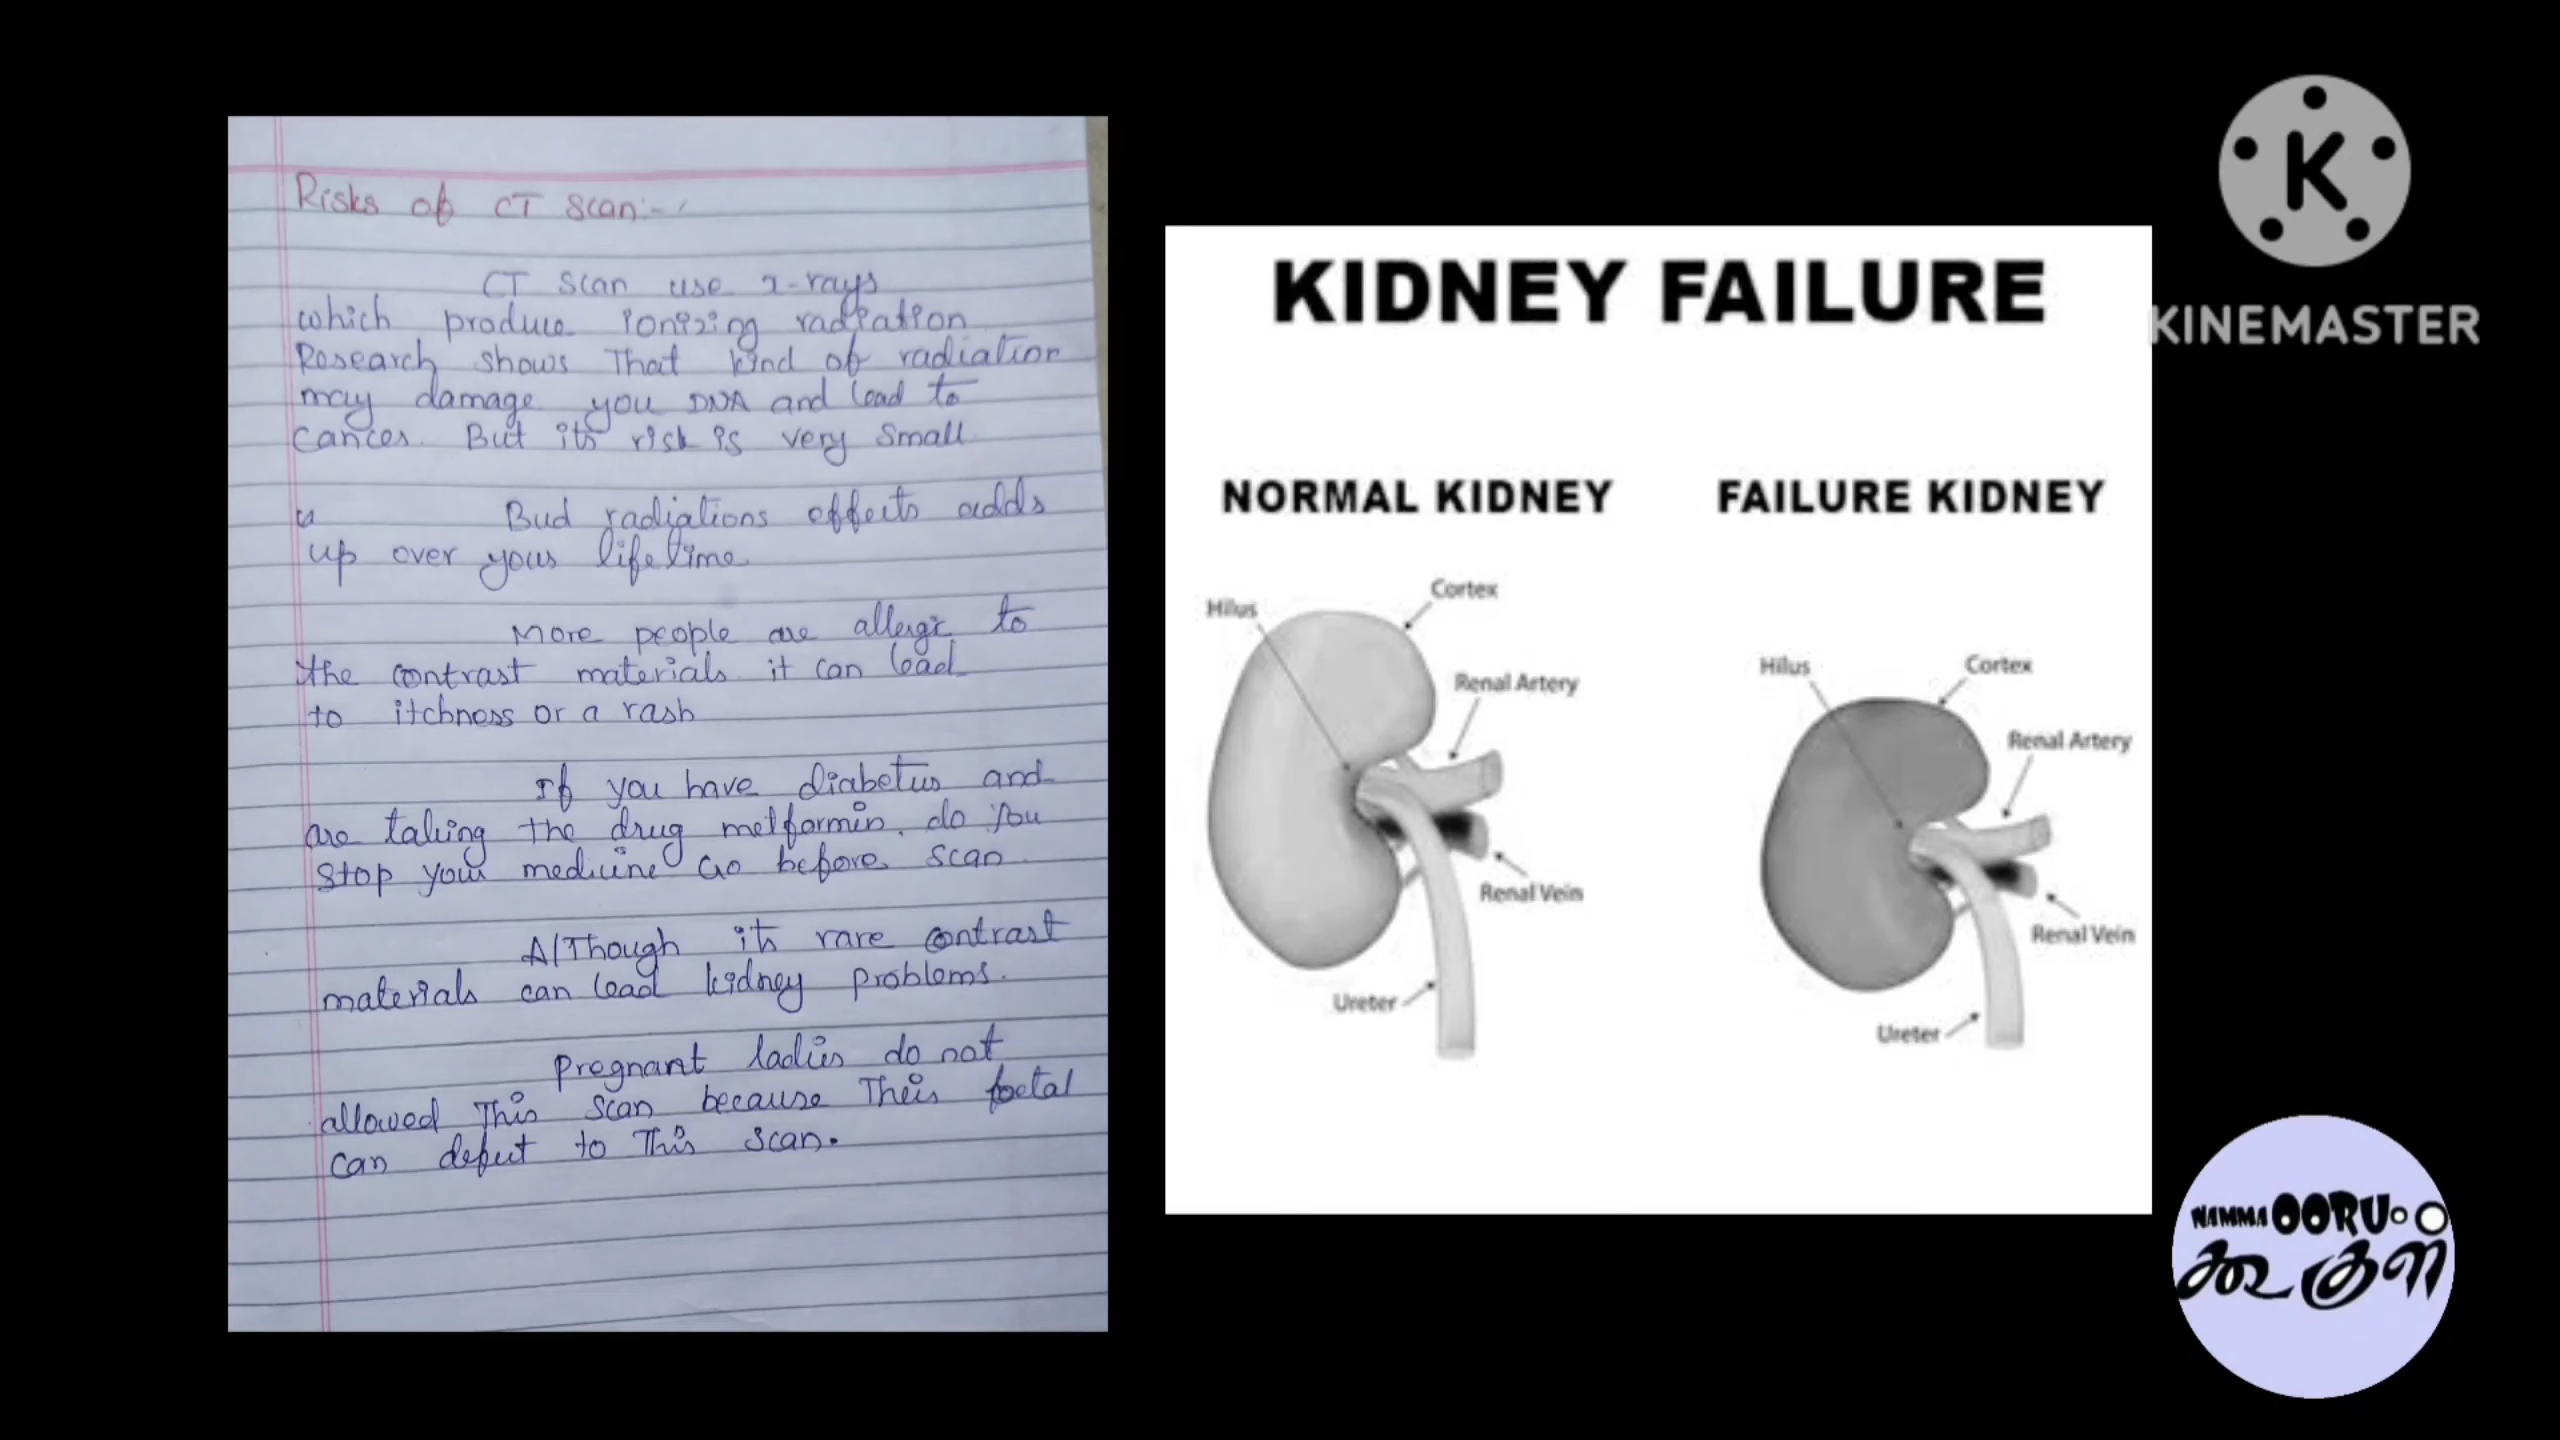 Risks of CT Scan:-
CT Scan use x-rays
which produce ionizing radiation
Research shows That kind of radiation
may damage you DNA and lead to
cancer. But its risk is very small
Bud radiations effects adds
up over your lifetime
More people are allergic to
the contrast materials it can lead
to itchness or a rash
If you have diabetus and
are taking the drug metformin. do you
stop your medicine Go before scan
Although its rare contrast
materials can lead kidney problems.
Pregnant ladies do not
allowed This scan because Their foetal
can defect to This scan.
KIDNEY FAILURE
NORMAL KIDNEY
FAILURE KIDNEY
Hilus
Cortex
Renal Artery
Renal Vein
Ureter
Hilus
Cortex
Renal Artery
Renal Vein
Ureter
K
KINEMASTER
NAMMA OORU
கூகுள்